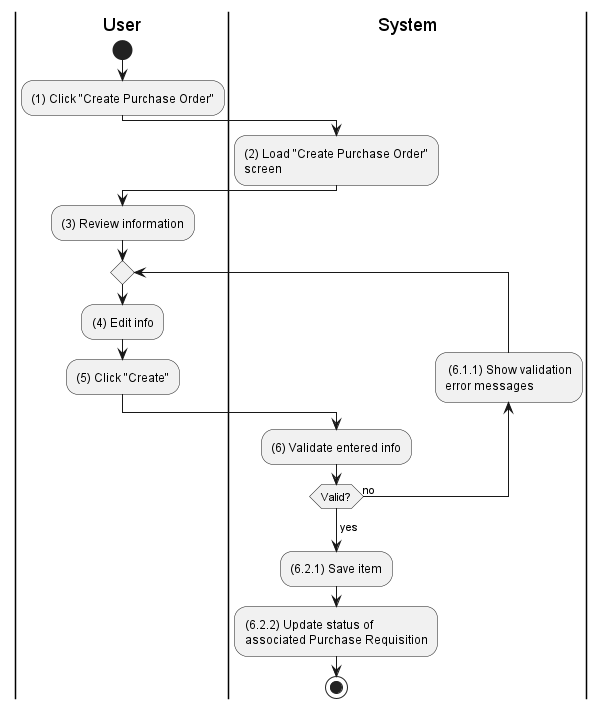 User
System
(1) Click "Create Purchase Order"
(2) Load "Create Purchase Order"
screen
(3) Review information
(4) Edit info
(5) Click "Create"
(6.1.1) Show validation
error messages
(6) Validate entered info
Valid?
no
yes
(6.2.1) Save item
(6.2.2) Update status of
associated Purchase Requisition